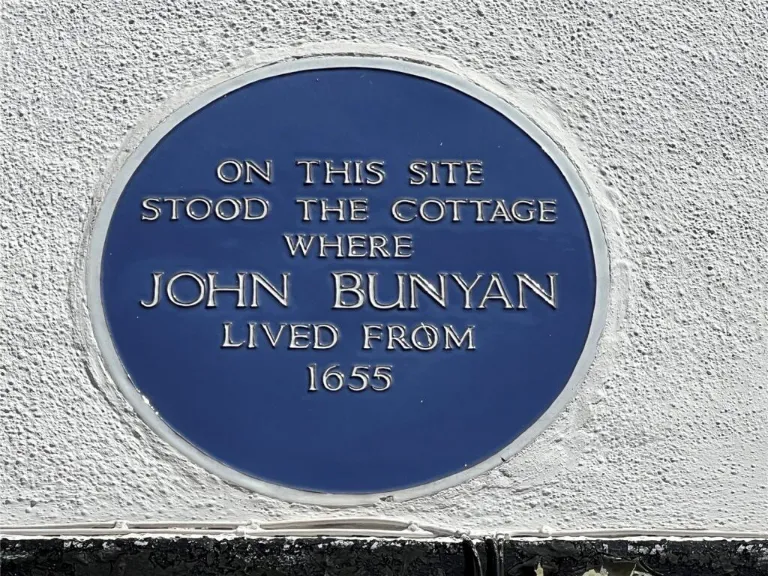 ON THIS SITE
STOOD THE COTTAGE
WHERE
JOHN BUNYAN
LIVED FROM
1655